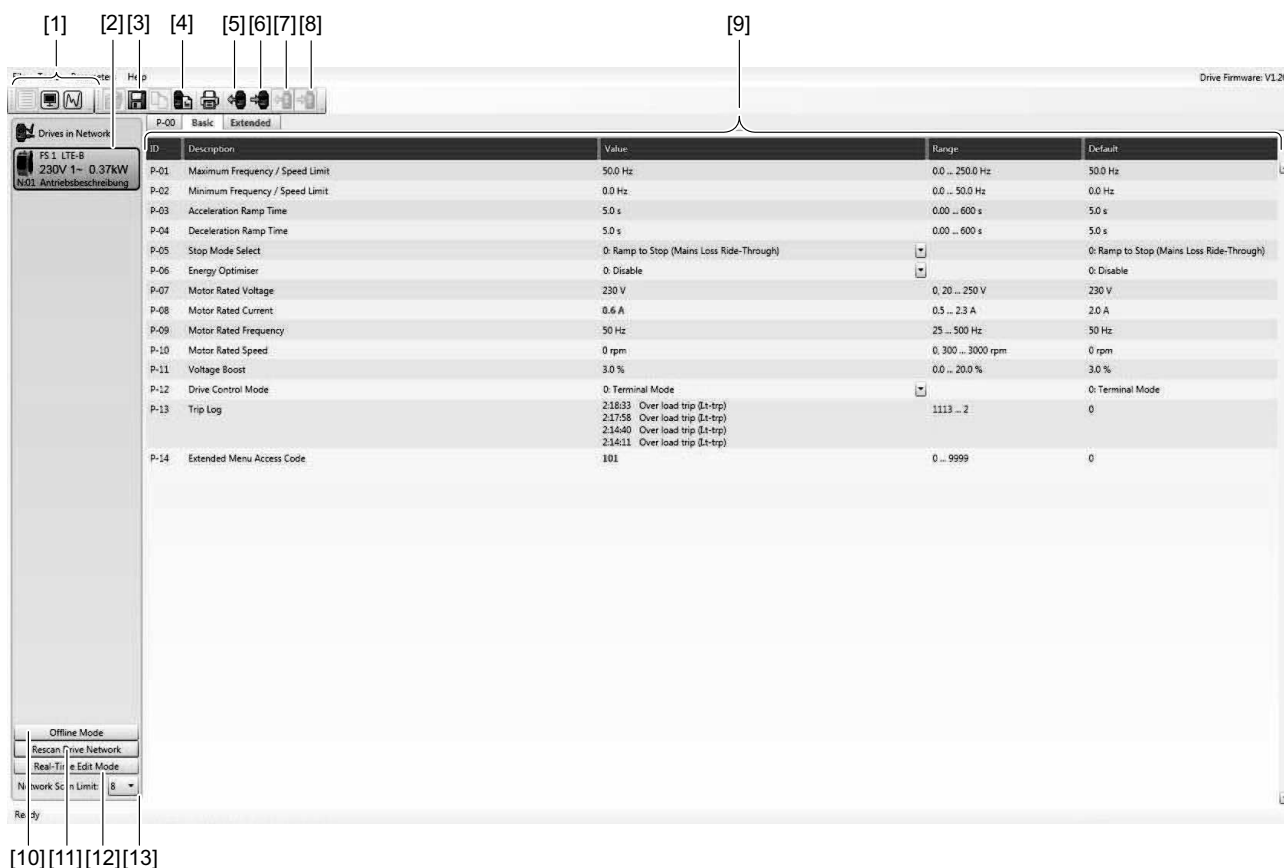 [1] [2] [3] [4] [5] [6] [7] [8] [9]
Help
Drive Firmware: V1.20
Drives in Network
FS 1 LTE-B
230V 1~ 0.37kW
N:01 Antriebsbeschreibung
P-00 Basic Extended
ID Description Value Range Default
P-01 Maximum Frequency / Speed Limit 50.0 Hz 0.0 ... 250.0 Hz 50.0 Hz
P-02 Minimum Frequency / Speed Limit 0.0 Hz 0.0 ... 50.0 Hz 0.0 Hz
P-03 Acceleration Ramp Time 5.0 s 0.00 ... 600 s 5.0 s
P-04 Deceleration Ramp Time 5.0 s 0.00 ... 600 s 5.0 s
P-05 Stop Mode Select 0: Ramp to Stop (Mains Loss Ride-Through) 0: Ramp to Stop (Mains Loss Ride-Through)
P-06 Energy Optimiser 0: Disable 0: Disable
P-07 Motor Rated Voltage 230 V 0, 20 ... 250 V 230 V
P-08 Motor Rated Current 0.6 A 0.5 ... 2.3 A 2.0 A
P-09 Motor Rated Frequency 50 Hz 25 ... 500 Hz 50 Hz
P-10 Motor Rated Speed 0 rpm 0, 300 ... 3000 rpm 0 rpm
P-11 Voltage Boost 3.0 % 0.0 ... 20.0 % 3.0 %
P-12 Drive Control Mode 0: Terminal Mode 0: Terminal Mode
P-13 Trip Log 2:18:33 Over load trip (I.t-trp) 1113 ... 2 0
2:17:58 Over load trip (I.t-trp)
2:14:40 Over load trip (I.t-trp)
2:14:11 Over load trip (I.t-trp)
P-14 Extended Menu Access Code 101 0 ... 9999 0
Offline Mode
Rescan Drive Network
Real-Time Edit Mode
Network Scan Limit: 8
Ready
[10] [11] [12] [13]